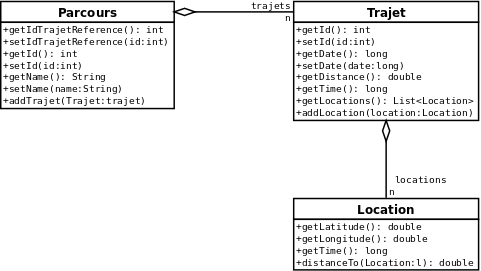 Parcours
+getIdTrajetReference(): int
+setIdTrajetReference(id:int)
+getId(): int
+setId(id:int)
+getName(): String
+setName(name:String)
+addTrajet(Trajet:trajet)
trajets
n
Trajet
+getId(): int
+setId(id:int)
+getDate(): long
+setDate(date:long)
+getDistance(): double
+getTime(): long
+getLocations(): List<Location>
+addLocation(location:Location)
locations
n
Location
+getLatitude(): double
+getLongitude(): double
+getTime(): long
+distanceTo(Location:l): double